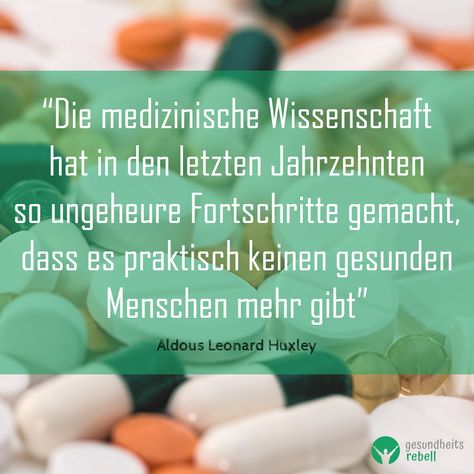 “Die medizinische Wissenschaft
hat in den letzten Jahrzehnten
so ungeheure Fortschritte gemacht,
dass es praktisch keinen gesunden
Menschen mehr gibt”
Aldous Leonard Huxley
gesundheits
rebell